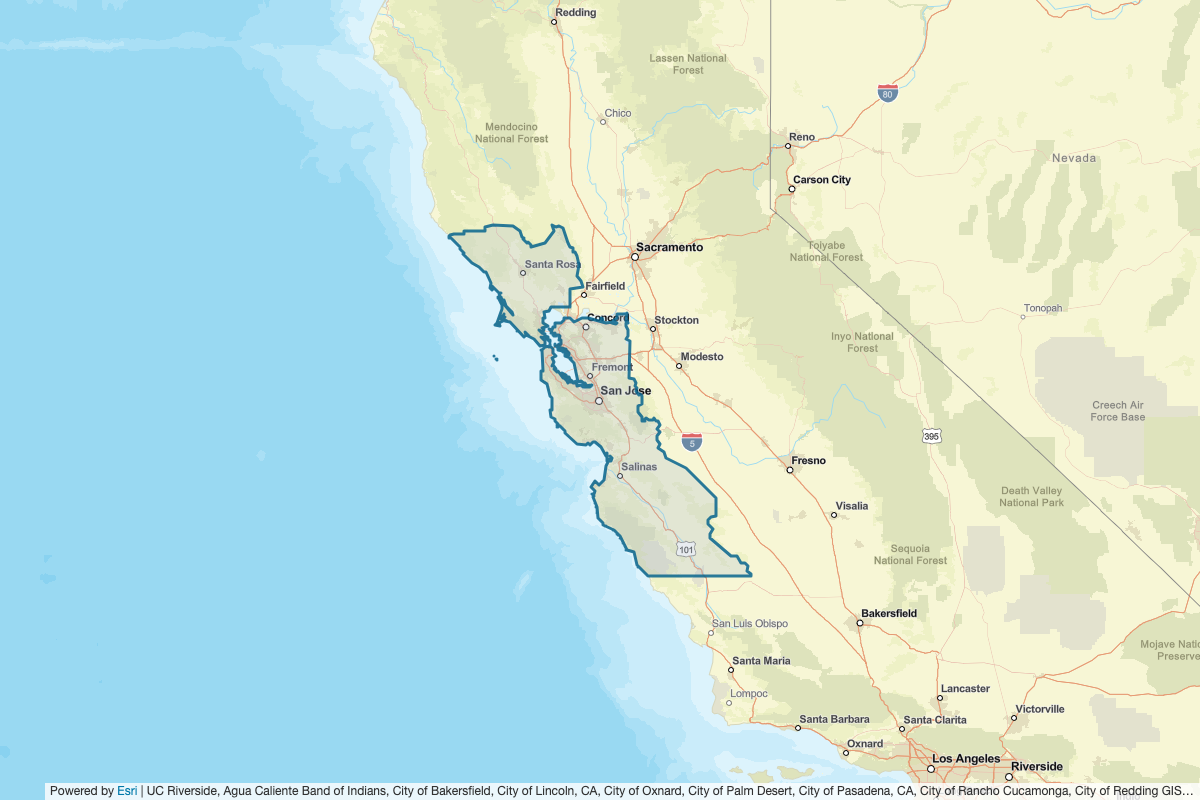 Redding
Lassen National
Forest
80
Chico
Mendocino
National Forest
Reno
Nevada
Carson City
Sacramento
Toiyabe
National Forest
Santa Rosa
Fairfield
Tonopah
Concord
Stockton
Inyo National
Forest
Modesto
Fremont
San Jose
Creech Air
Force Base
395
5
Fresno
Salinas
Death Valley
National Park
Visalia
101
Sequoia
National Forest
Bakersfield
San Luis Obispo
Mojave Natio
Preserve
Santa Maria
Lancaster
Lompoc
Victorville
Santa Barbara
Santa Clarita
Oxnard
Los Angeles
Riverside
Powered by Esri | UC Riverside, Agua Caliente Band of Indians, City of Bakersfield, City of Lincoln, CA, City of Oxnard, City of Palm Desert, City of Pasadena, CA, City of Rancho Cucamonga, City of Redding GIS...